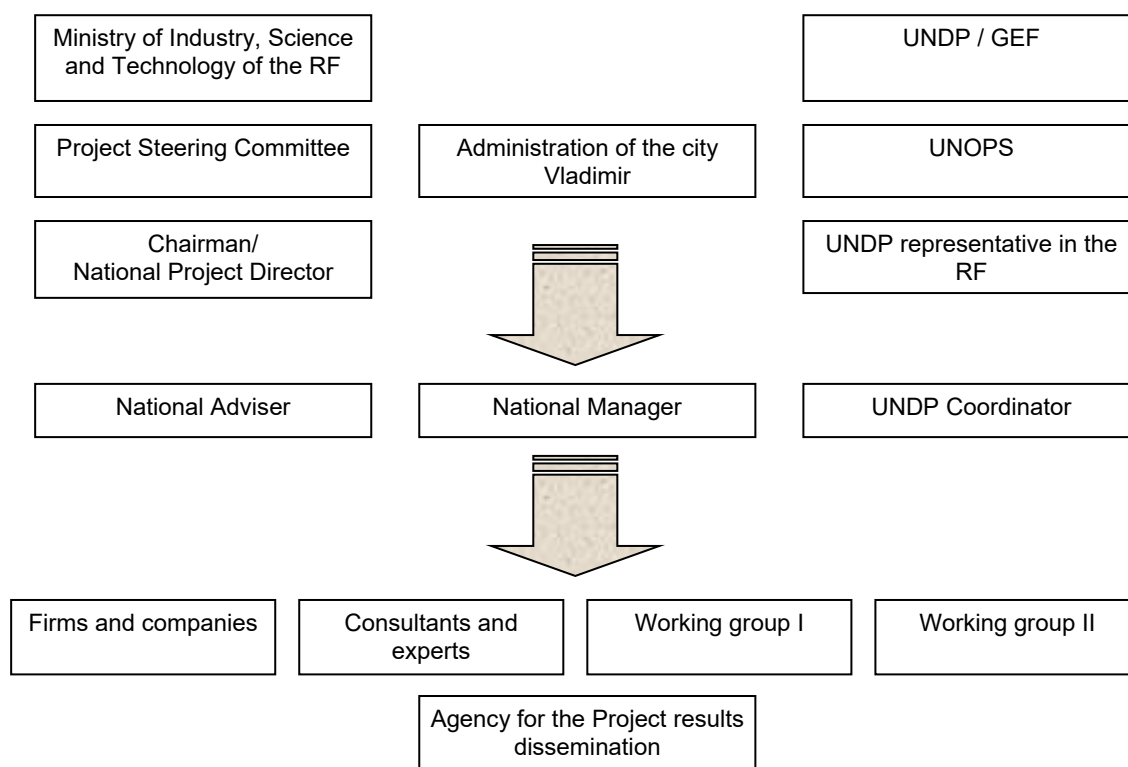 Ministry of Industry, Science
and Technology of the RF
UNDP / GEF
Project Steering Committee
Administration of the city
Vladimir
UNOPS
Chairman/
National Project Director
UNDP representative in the
RF
National Adviser
National Manager
UNDP Coordinator
Firms and companies
Consultants and
experts
Working group I
Working group II
Agency for the Project results
dissemination